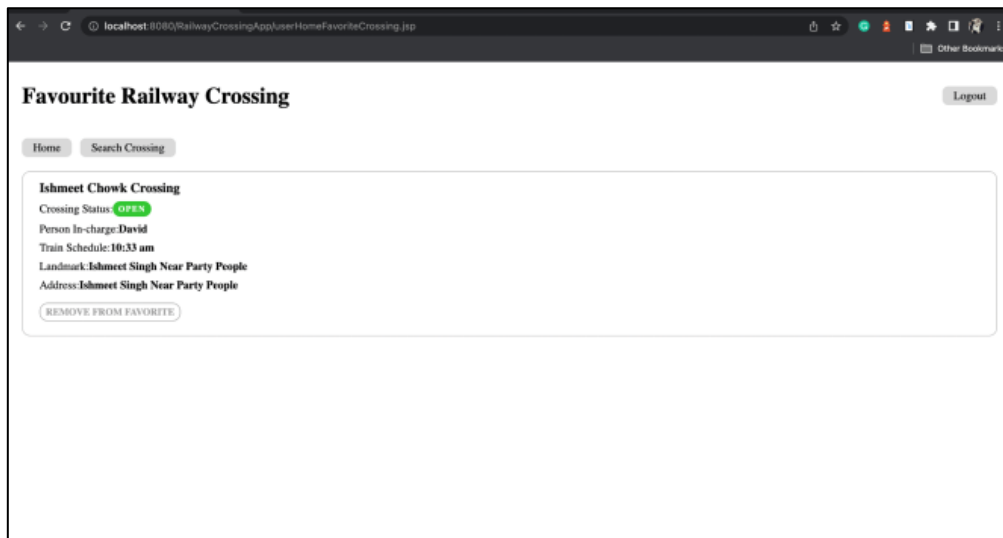 localhost:8080/RailwayCrossingApp/userHomeFavoriteCrossing.jsp
Other Bookmark
Favourite Railway Crossing
Logout
Home Search Crossing
Ishmeet Chowk Crossing
Crossing Status:OPEN
Person In-charge:David
Train Schedule:10:33 am
Landmark:Ishmeet Singh Near Party People
Address:Ishmeet Singh Near Party People
REMOVE FROM FAVORITE